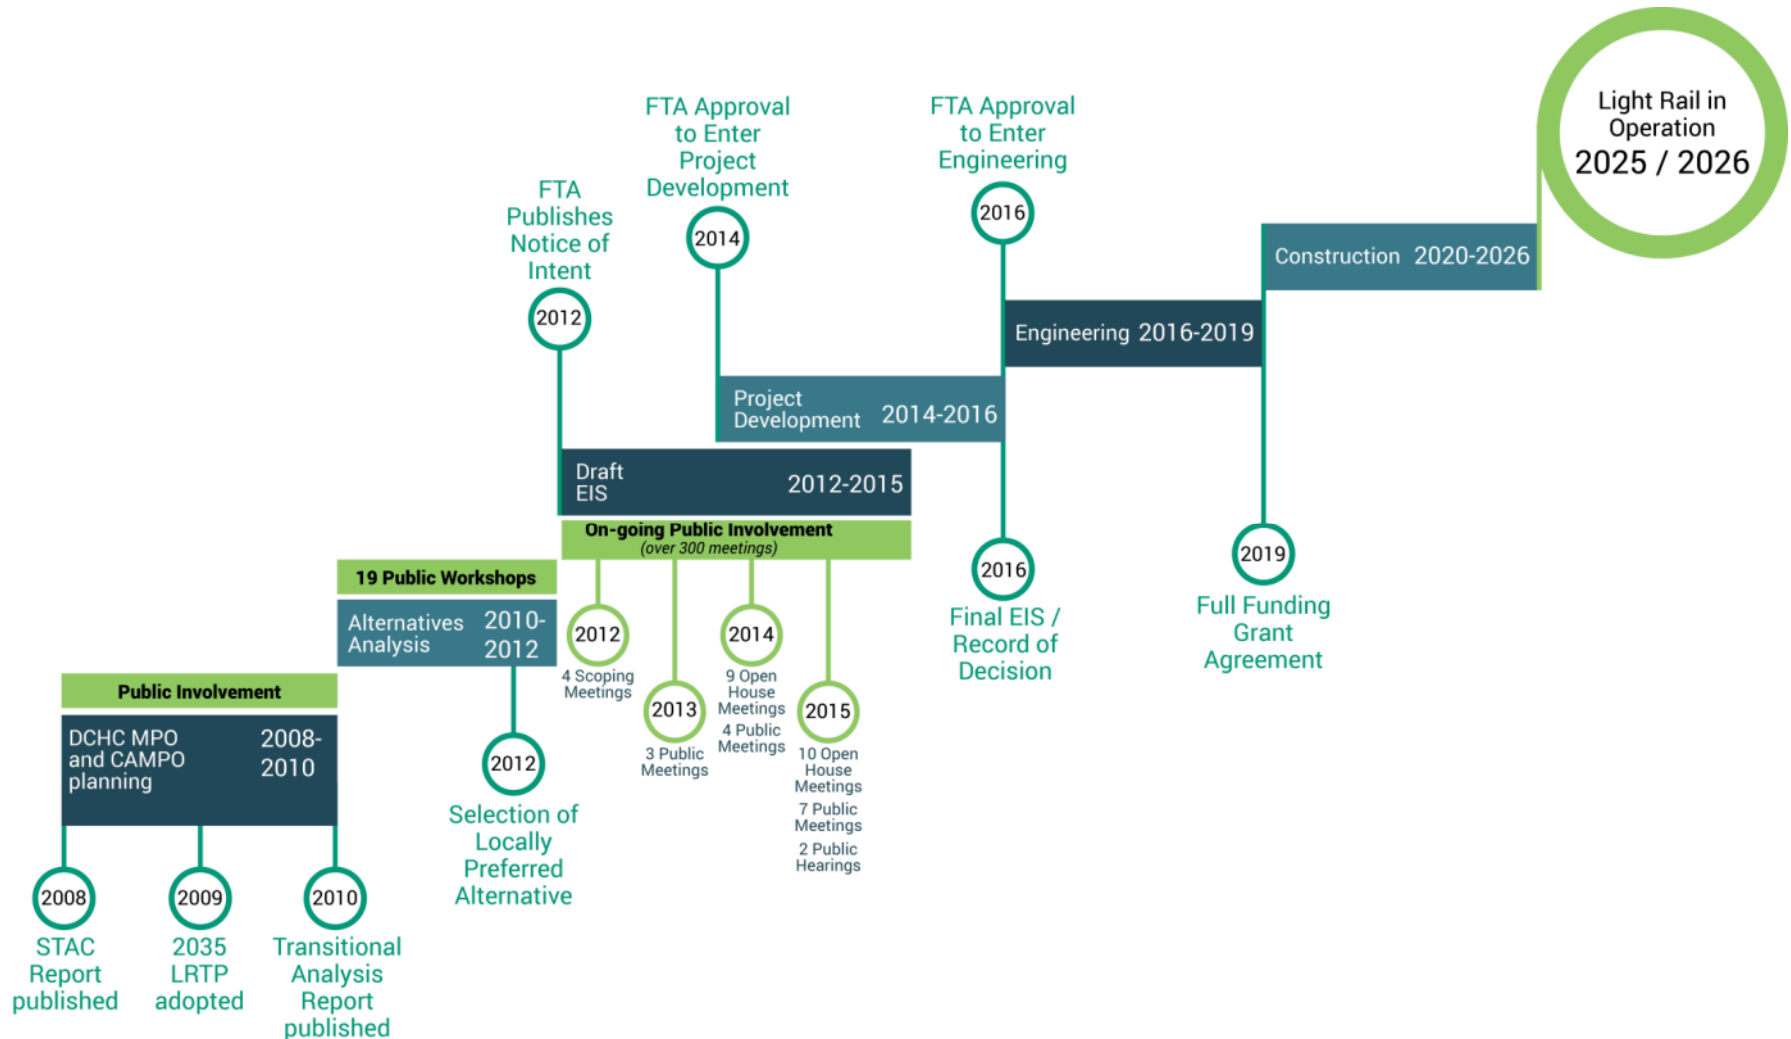 Light Rail in
Operation
2025 / 2026
FTA Approval
to Enter
Project
Development
2014
FTA Approval
to Enter
Engineering
2016
FTA
Publishes
Notice of
Intent
2012
Construction 2020-2026
Engineering 2016-2019
Project
Development 2014-2016
Draft
EIS 2012-2015
On-going Public Involvement
(over 300 meetings)
2012
4 Scoping
Meetings
2013
3 Public
Meetings
2014
9 Open
House
Meetings
4 Public
Meetings
2015
10 Open
House
Meetings
7 Public
Meetings
2 Public
Hearings
2016
Final EIS /
Record of
Decision
2019
Full Funding
Grant
Agreement
19 Public Workshops
Alternatives
Analysis
2010-
2012
2012
Selection of
Locally
Preferred
Alternative
Public Involvement
DCHC MPO
and CAMPO
planning
2008-
2010
2008
STAC
Report
published
2009
2035
LRTP
adopted
2010
Transitional
Analysis
Report
published